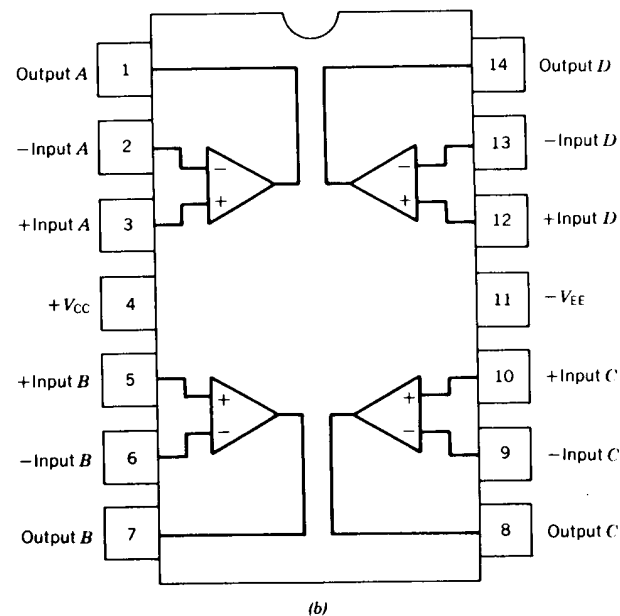 Output A 1 14 Output D
−Input A 2 − − 13 −Input D
+Input A 3 + + 12 +Input D
+VCC 4 11 −VEE
+Input B 5 + + 10 +Input C
−Input B 6 − − 9 −Input C
Output B 7 8 Output C
(b)